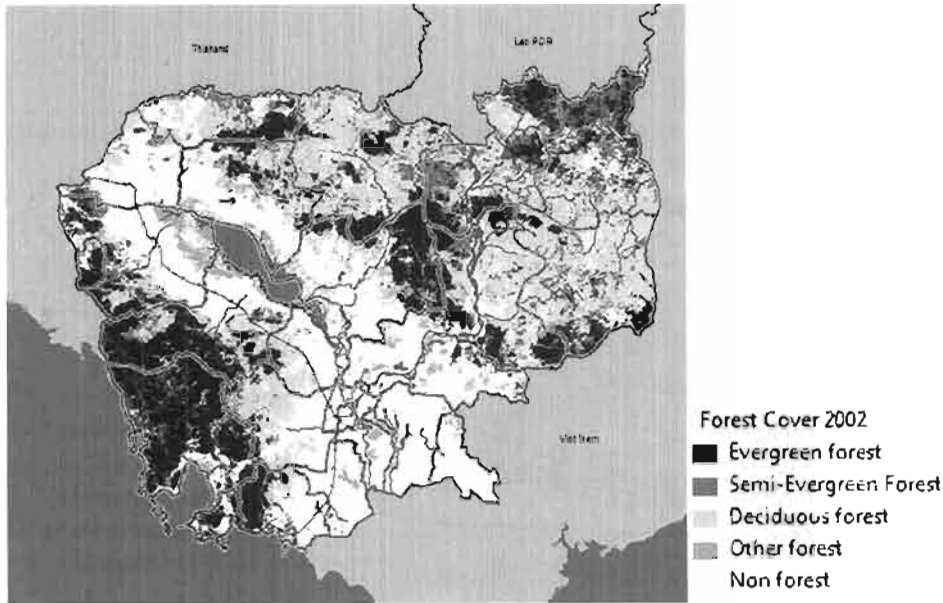 Thailand
Lao PDR
Viet Nam
Forest Cover 2002
Evergreen forest
Semi-Evergreen Forest
Deciduous forest
Other forest
Non forest